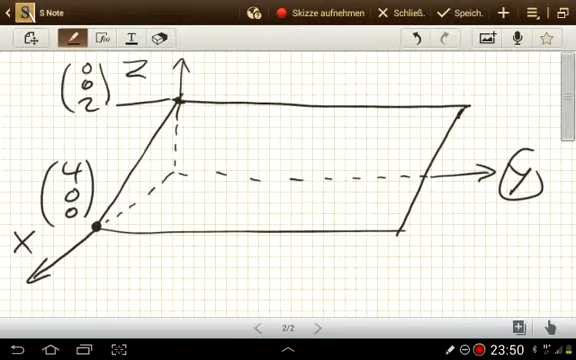 S Note
Skizze aufnehmen
Schließ.
Speich.
f(x)
T
0
0
2
Z
4
0
0
X
y
2/2
23:50